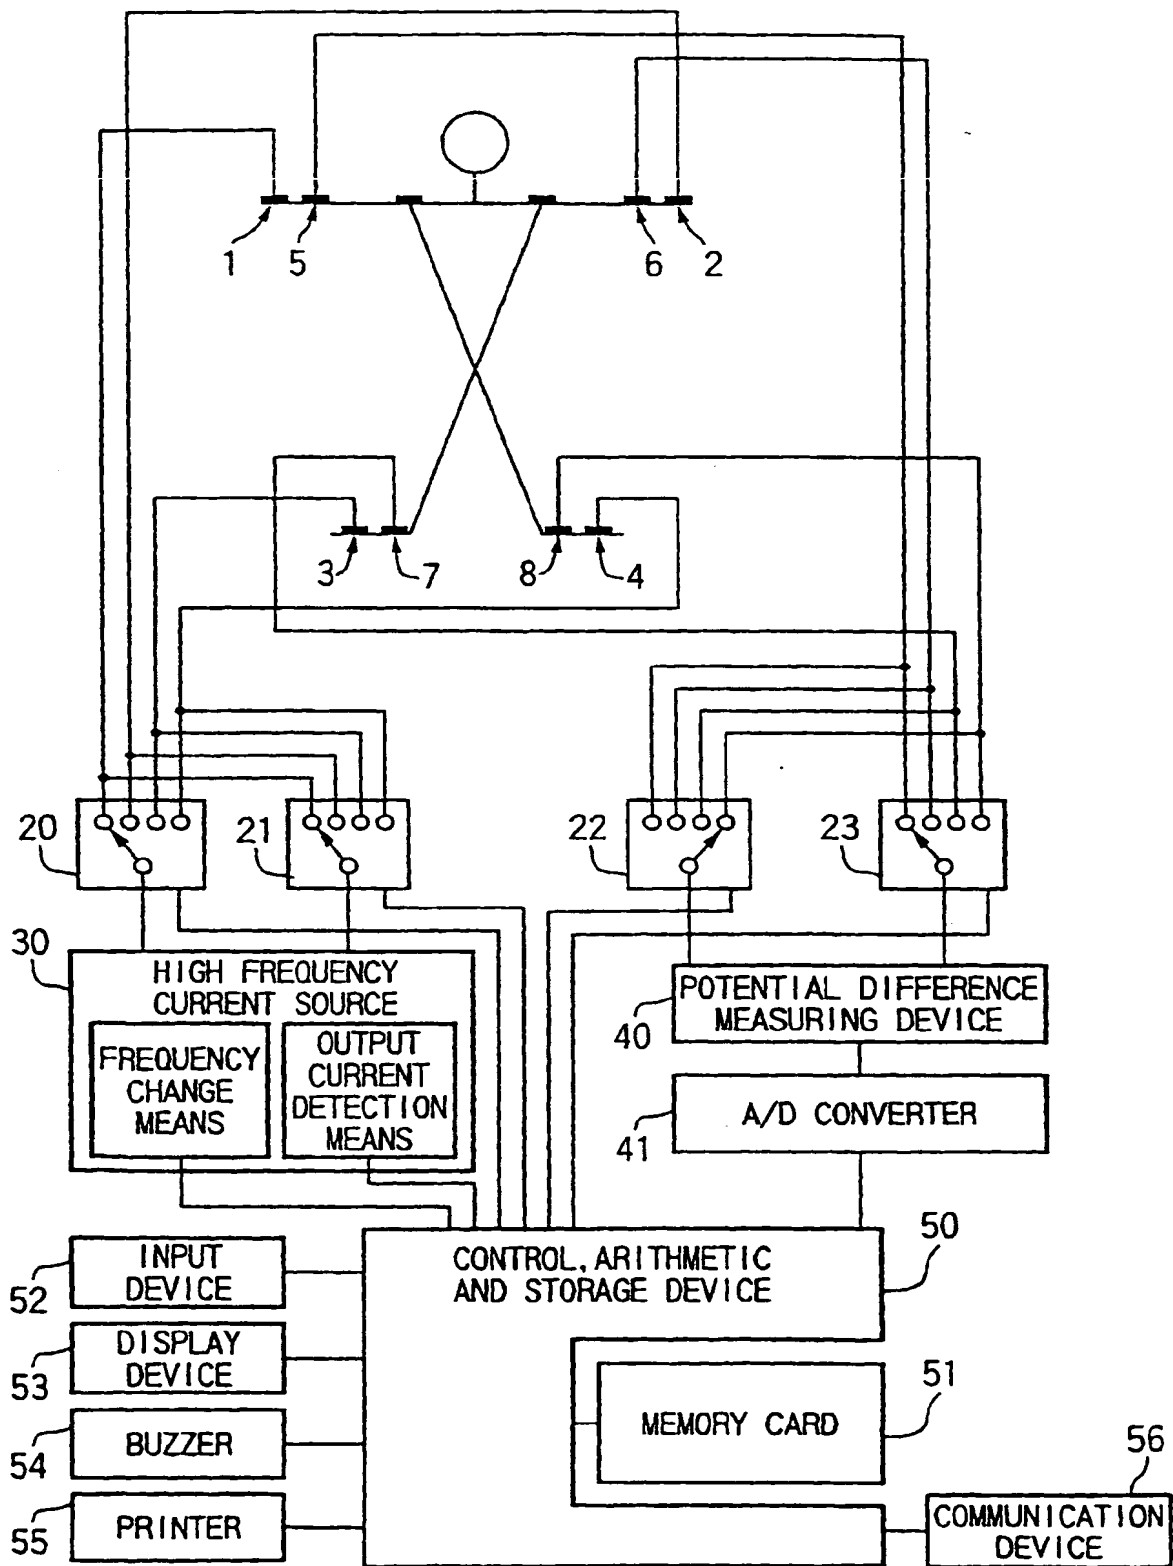 1
5
6
2
3
7
8
4
20
21
22
23
30
HIGH FREQUENCY
CURRENT SOURCE
FREQUENCY
CHANGE
MEANS
OUTPUT
CURRENT
DETECTION
MEANS
40
POTENTIAL DIFFERENCE
MEASURING DEVICE
41
A/D CONVERTER
50
CONTROL, ARITHMETIC
AND STORAGE DEVICE
52
INPUT
DEVICE
53
DISPLAY
DEVICE
51
MEMORY CARD
54
BUZZER
55
PRINTER
56
COMMUNICATION
DEVICE